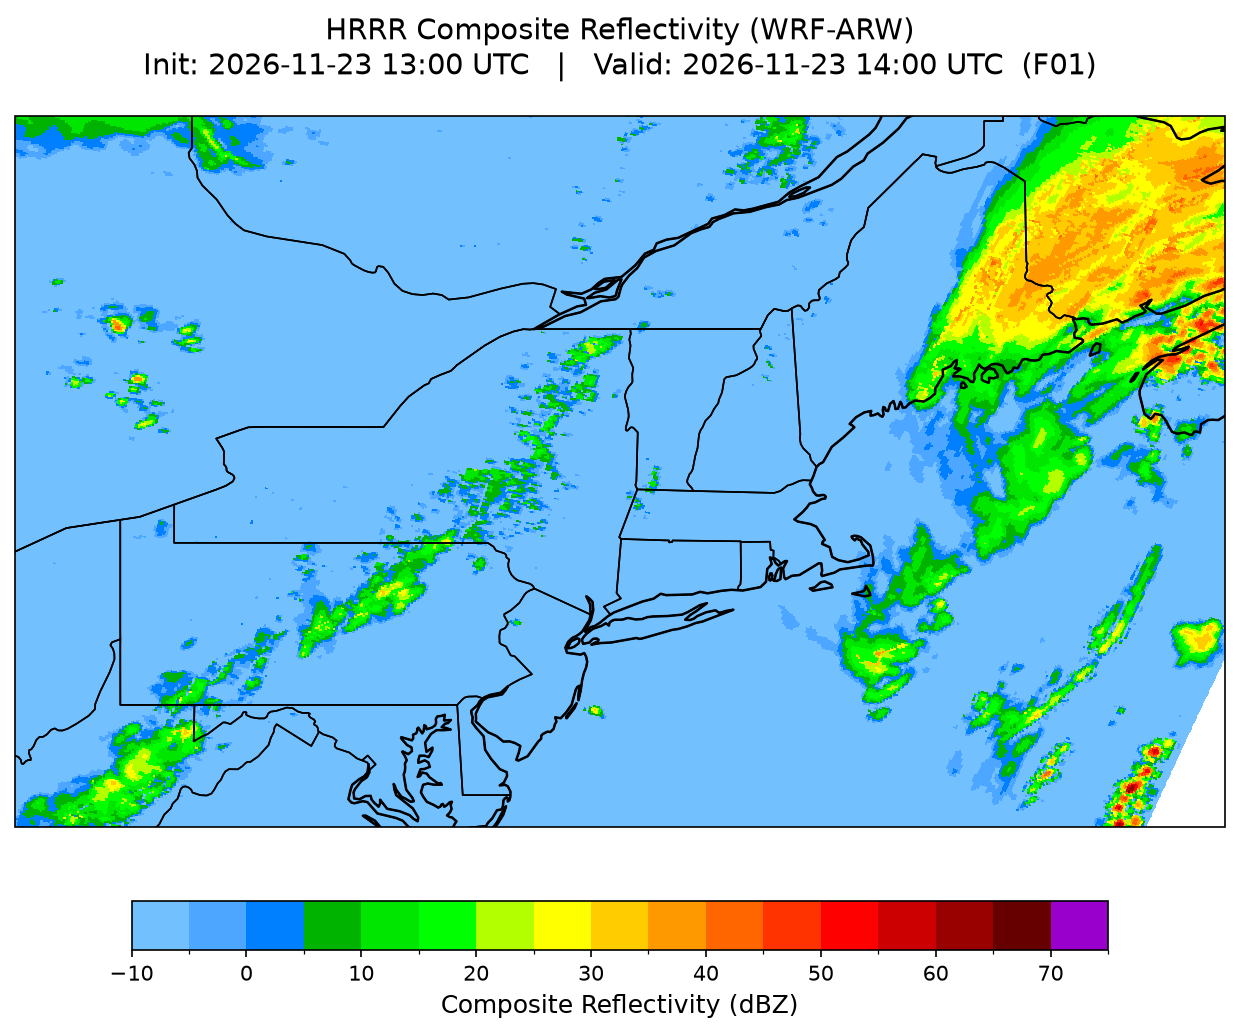 HRRR Composite Reflectivity (WRF-ARW)
Init: 2026-11-23 13:00 UTC   |   Valid: 2026-11-23 14:00 UTC  (F01)
−10 0 10 20 30 40 50 60 70
Composite Reflectivity (dBZ)